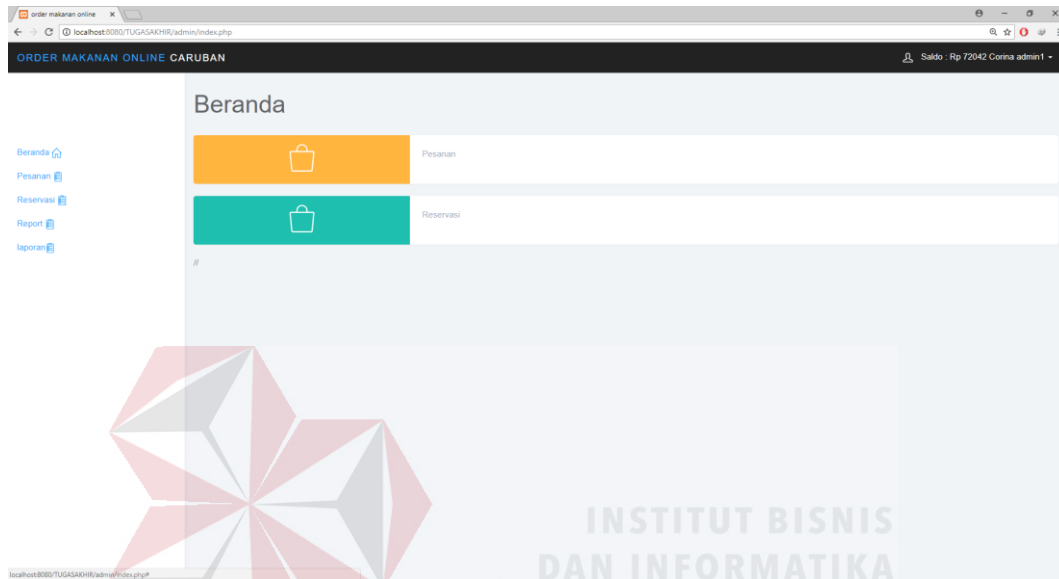 order makanan online
localhost:8080/TUGASAKHIR/admin/index.php
ORDER MAKANAN ONLINE CARUBAN
Saldo : Rp 72042 Corina admin1
Beranda
Beranda
Pesanan
Reservasi
Report
laporan
Pesanan
Reservasi
//
INSTITUT BISNIS
DAN INFORMATIKA
localhost:8080/TUGASAKHIR/admin/index.php#